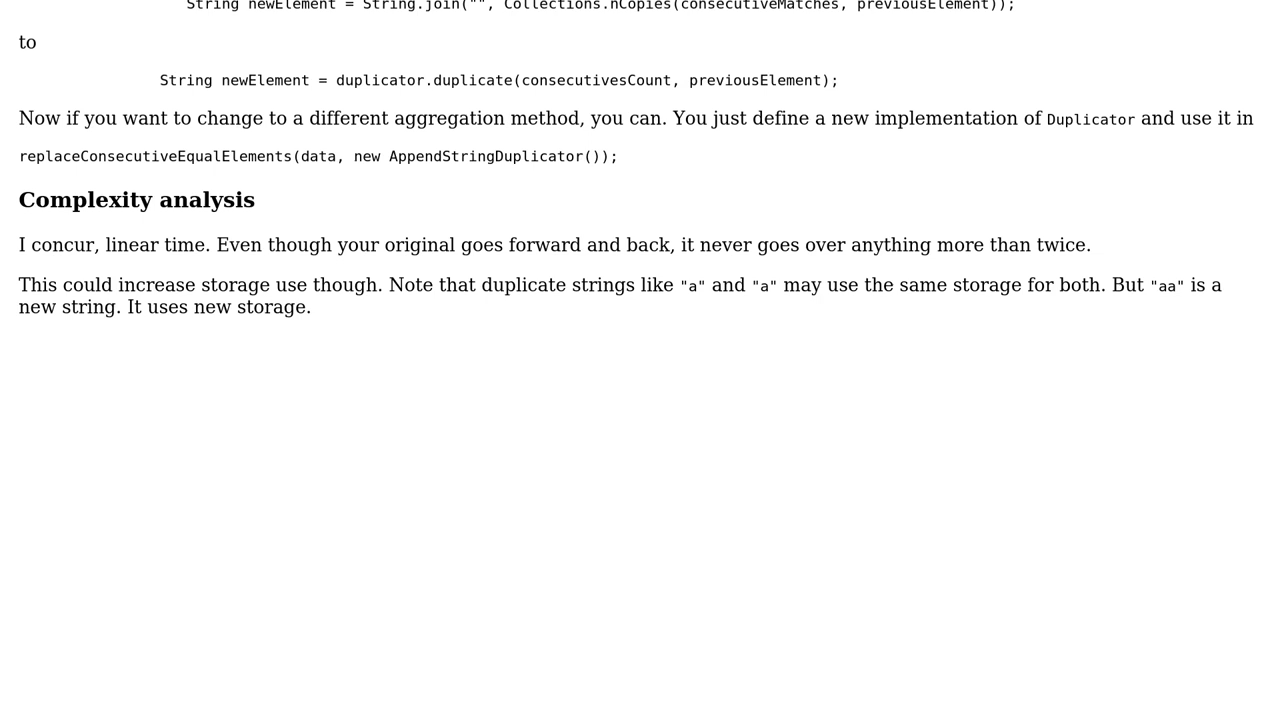 String newElement = String.join("", Collections.nCopies(consecutiveMatches, previousElement));
to
String newElement = duplicator.duplicate(consecutivesCount, previousElement);
Now if you want to change to a different aggregation method, you can. You just define a new implementation of Duplicator and use it in
replaceConsecutiveEqualElements(data, new AppendStringDuplicator());
Complexity analysis
I concur, linear time. Even though your original goes forward and back, it never goes over anything more than twice.
This could increase storage use though. Note that duplicate strings like "a" and "a" may use the same storage for both. But "aa" is a
new string. It uses new storage.